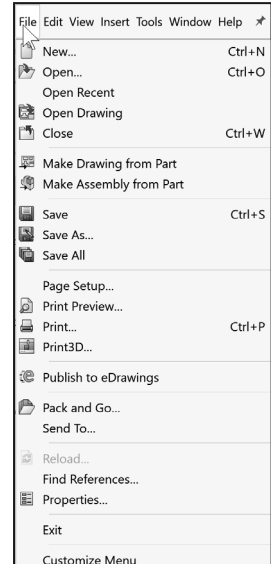 File Edit View Insert Tools Window Help
New... Ctrl+N
Open... Ctrl+O
Open Recent
Open Drawing
Close Ctrl+W
Make Drawing from Part
Make Assembly from Part
Save Ctrl+S
Save As...
Save All
Page Setup...
Print Preview...
Print... Ctrl+P
Print3D...
Publish to eDrawings
Pack and Go...
Send To...
Reload...
Find References...
Properties...
Exit
Customize Menu